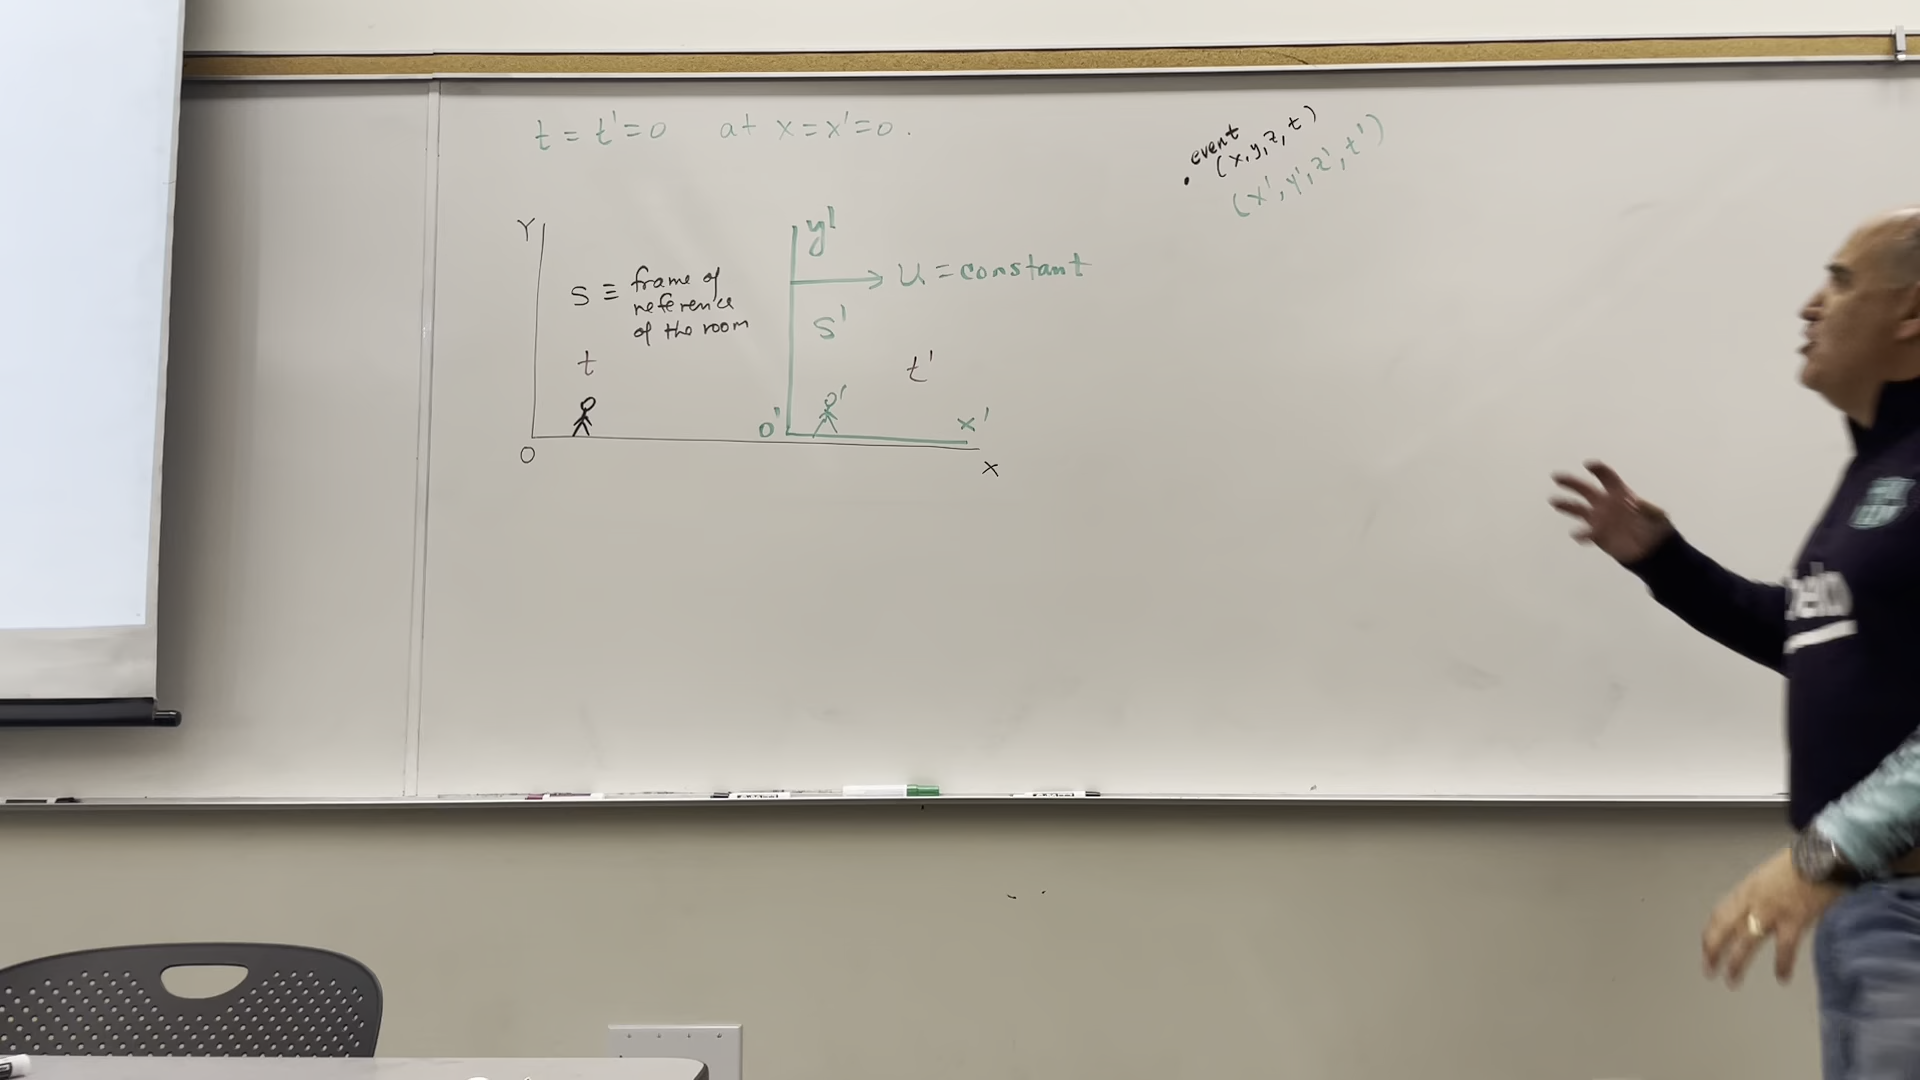 t = t' = 0 at x = x' = 0.
event
(x, y, z, t)
(x', y', z', t')
Y
y'
U = constant
S ≡ frame of
reference
of the room
S'
t
t'
O'
x'
O
X